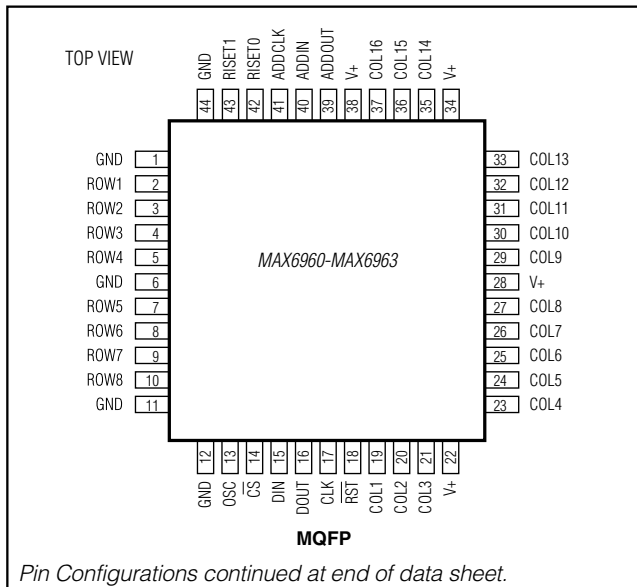 TOP VIEW
GND RISET1 RISET0 ADDCLK ADDIN ADDOUT V+ COL16 COL15 COL14 V+
44 43 42 41 40 39 38 37 36 35 34
GND 1
ROW1 2
ROW2 3
ROW3 4
ROW4 5
GND 6
ROW5 7
ROW6 8
ROW7 9
ROW8 10
GND 11
MAX6960-MAX6963
33 COL13
32 COL12
31 COL11
30 COL10
29 COL9
28 V+
27 COL8
26 COL7
25 COL6
24 COL5
23 COL4
12 13 14 15 16 17 18 19 20 21 22
GND OSC C̅S̅ DIN DOUT CLK R̅S̅T̅ COL1 COL2 COL3 V+
MQFP
Pin Configurations continued at end of data sheet.